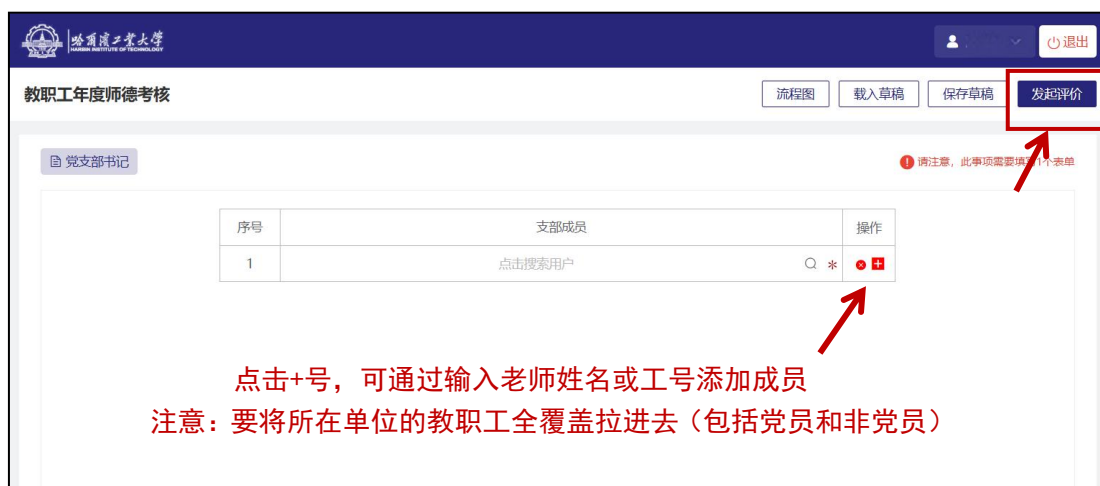 哈尔滨工业大学
HARBIN INSTITUTE OF TECHNOLOGY
退出
教职工年度师德考核
流程图
载入草稿
保存草稿
发起评价
党支部书记
请注意，此事项需要填写1个表单
序号
支部成员
操作
1
点击搜索用户
*
点击+号，可通过输入老师姓名或工号添加成员
注意：要将所在单位的教职工全覆盖拉进去（包括党员和非党员）